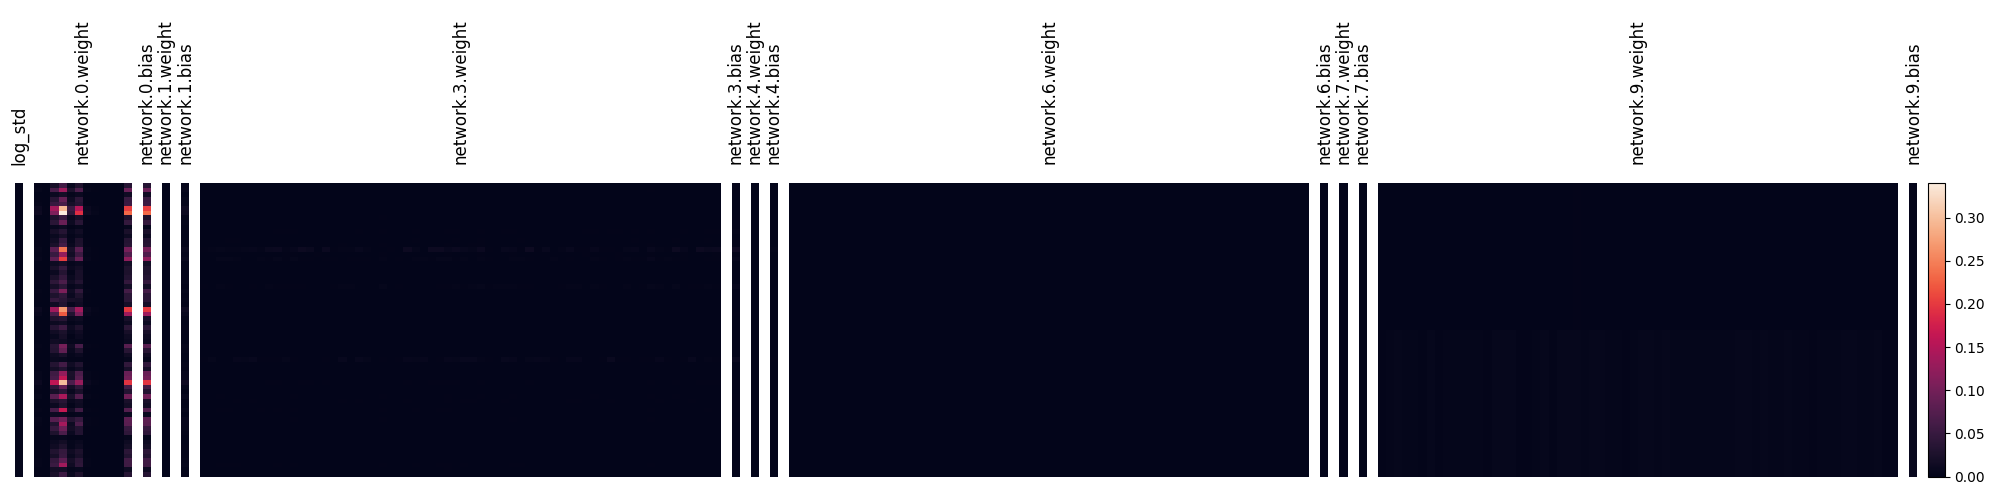 log_std
network.0.weight
network.0.bias
network.1.weight
network.1.bias
network.3.weight
network.3.bias
network.4.weight
network.4.bias
network.6.weight
network.6.bias
network.7.weight
network.7.bias
network.9.weight
network.9.bias
0.30
0.25
0.20
0.15
0.10
0.05
0.00